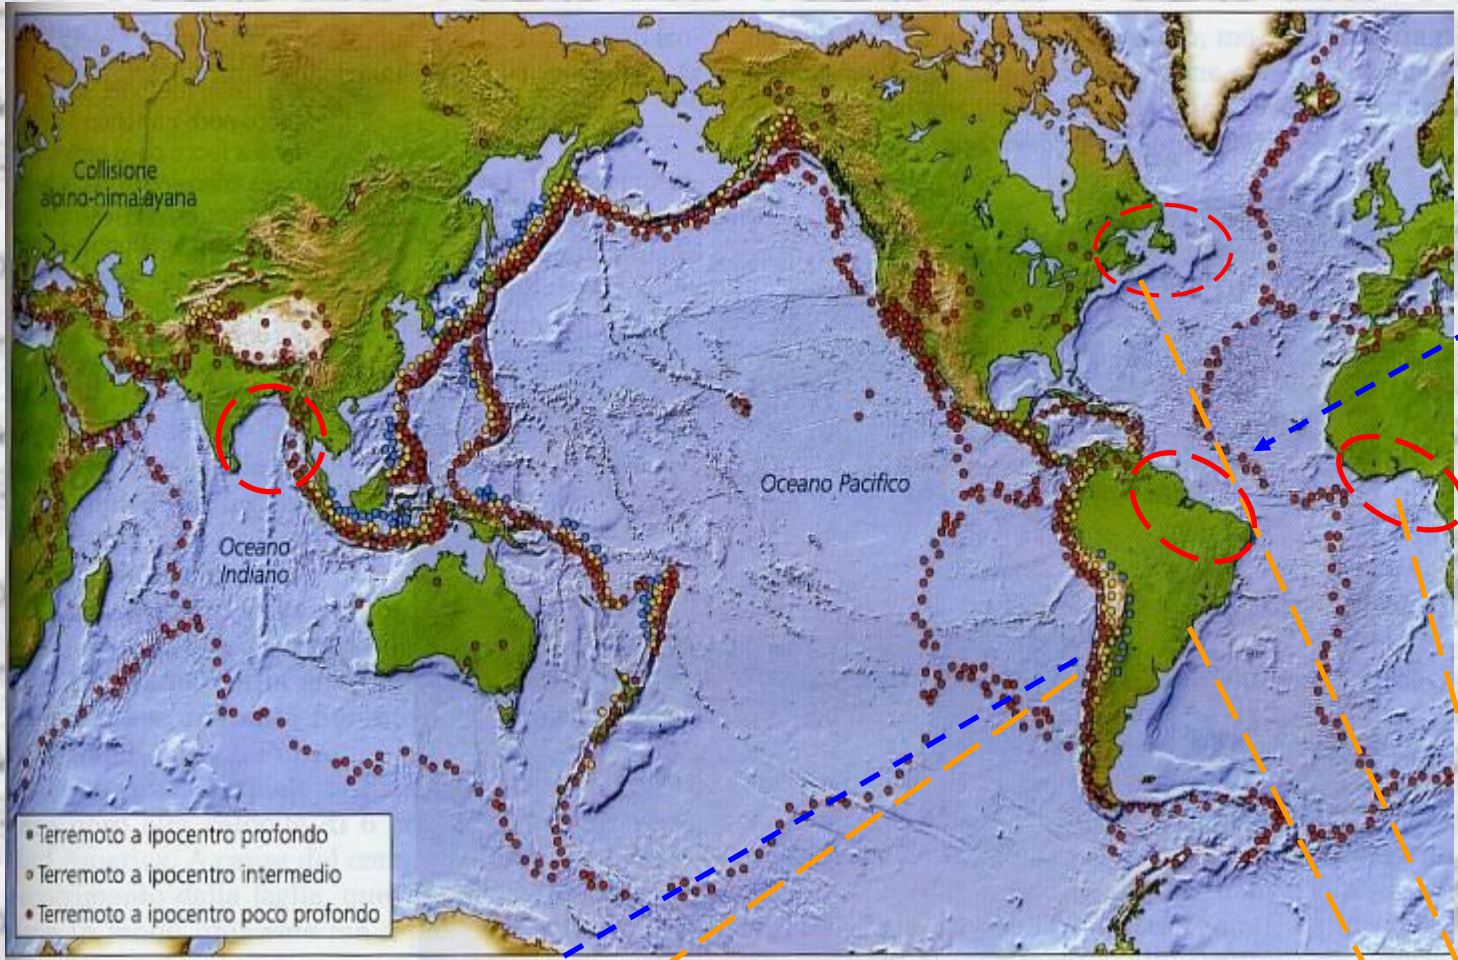 Collisione
alpino-himalayana
Oceano Pacifico
Oceano
Indiano
Terremoto a ipocentro profondo
Terremoto a ipocentro intermedio
Terremoto a ipocentro poco profondo